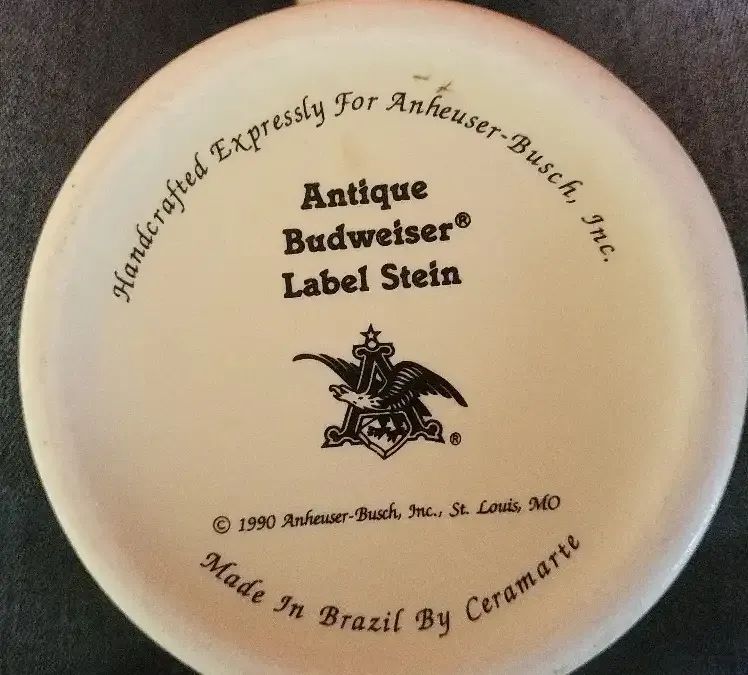 Handcrafted Expressly For Anheuser-Busch, Inc.
Antique
Budweiser®
Label Stein
A
®
© 1990 Anheuser-Busch, Inc., St. Louis, MO
Made In Brazil By Ceramarte